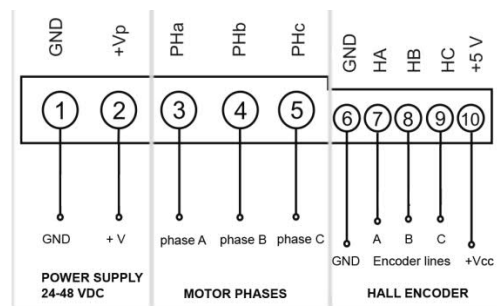 GND +Vp PHa PHb PHc GND HA HB HC +5 V
1 2 3 4 5 6 7 8 9 10
GND + V phase A phase B phase C A B C
GND Encoder lines +Vcc
POWER SUPPLY
24-48 VDC
MOTOR PHASES
HALL ENCODER